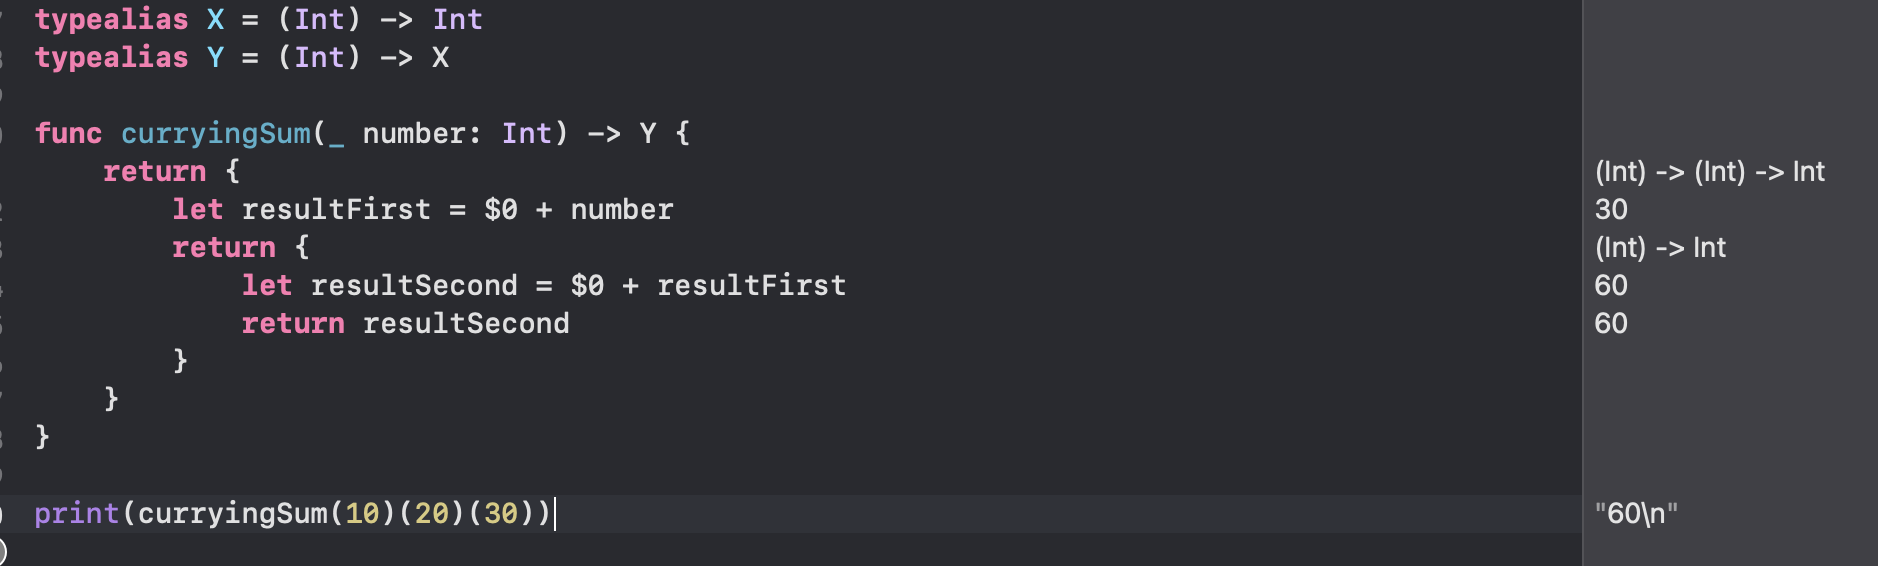 typealias X = (Int) -> Int
typealias Y = (Int) -> X
func curryingSum(_ number: Int) -> Y {
return { (Int) -> (Int) -> Int
let resultFirst = $0 + number 30
return { (Int) -> Int
let resultSecond = $0 + resultFirst 60
return resultSecond 60
}
}
}
print(curryingSum(10)(20)(30)) "60\n"